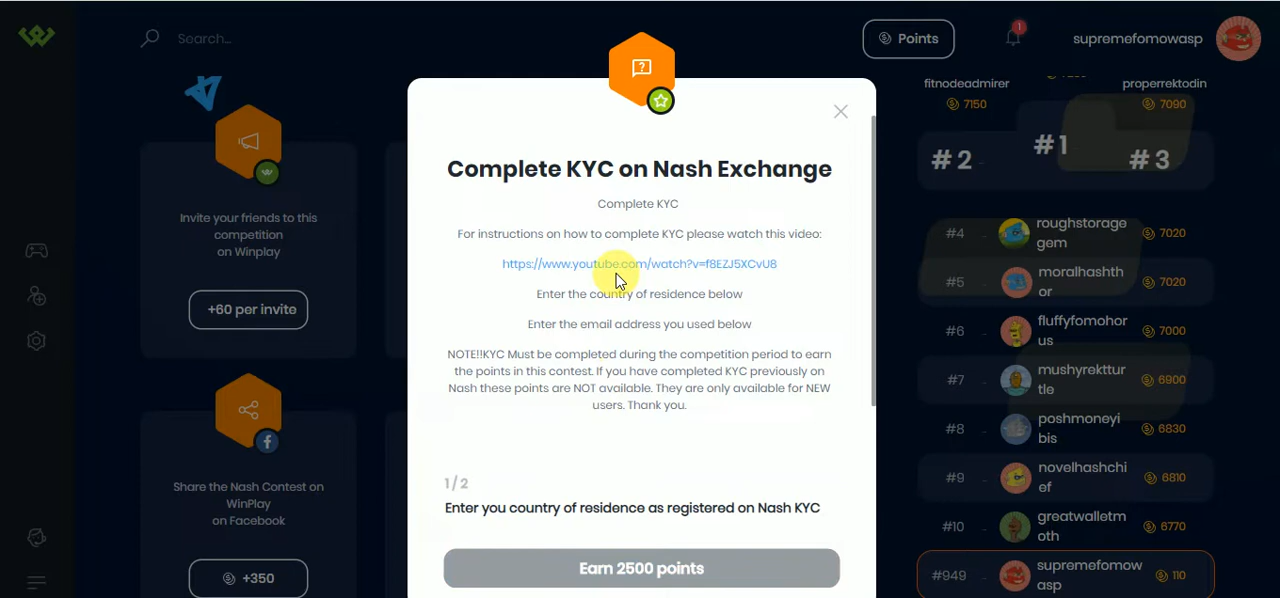 Search...
Points
1
supremefomowasp
fitnodeadmirer
7150
properrektodin
7090
#1
#2
#3
Invite your friends to this
competition
on Winplay
+60 per invite
Share the Nash Contest on
WinPlay
on Facebook
+350
Complete KYC on Nash Exchange
Complete KYC
For instructions on how to complete KYC please watch this video:
https://www.youtube.com/watch?v=f8EZJ5XCvU8
Enter the country of residence below
Enter the email address you used below
NOTE!!KYC Must be completed during the competition period to earn
the points in this contest. If you have completed KYC previously on
Nash these points are NOT available. They are only available for NEW
users. Thank you.
1/2
Enter you country of residence as registered on Nash KYC
Earn 2500 points
#4 roughstorage
gem 7020
#5 moralhashth
or 7020
#6 fluffyfomohor
us 7000
#7 mushyrekttur
tle 6900
#8 poshmoneyi
bis 6830
#9 novelhashchi
ef 6810
#10 greatwalletm
oth 6770
#949 supremefomow
asp 110